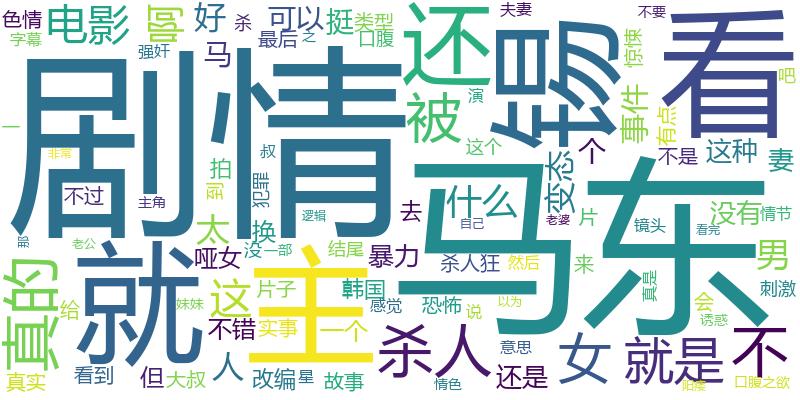 色情
电影
啊
好
杀
可以
挺
类型
还
夫妻
锡
看
不要
字幕
强奸
马
最后
之
口腹
惊悚
吧
剧情
被
演
事件
有点
一
非常
叔
这个
变态
个
不是
这种
妻
拍
到
犯罪
不过
主角
逻辑
去
什么
马东
老婆
片
镜头
没有
情节
太
换
自己
看完
那
老公
就
哑女
没
一部
结尾
暴力
杀人狂
然后
来
男
真的
主
给
妹妹
这
片子
韩国
感觉
恐怖
说
以为
真是
会
刺激
诱惑
不错
实事
一个
杀人
意思
女
就是
不
真实
看到
但
大叔
人
改编
星
故事
情色
还是
阳痿
口腹之欲